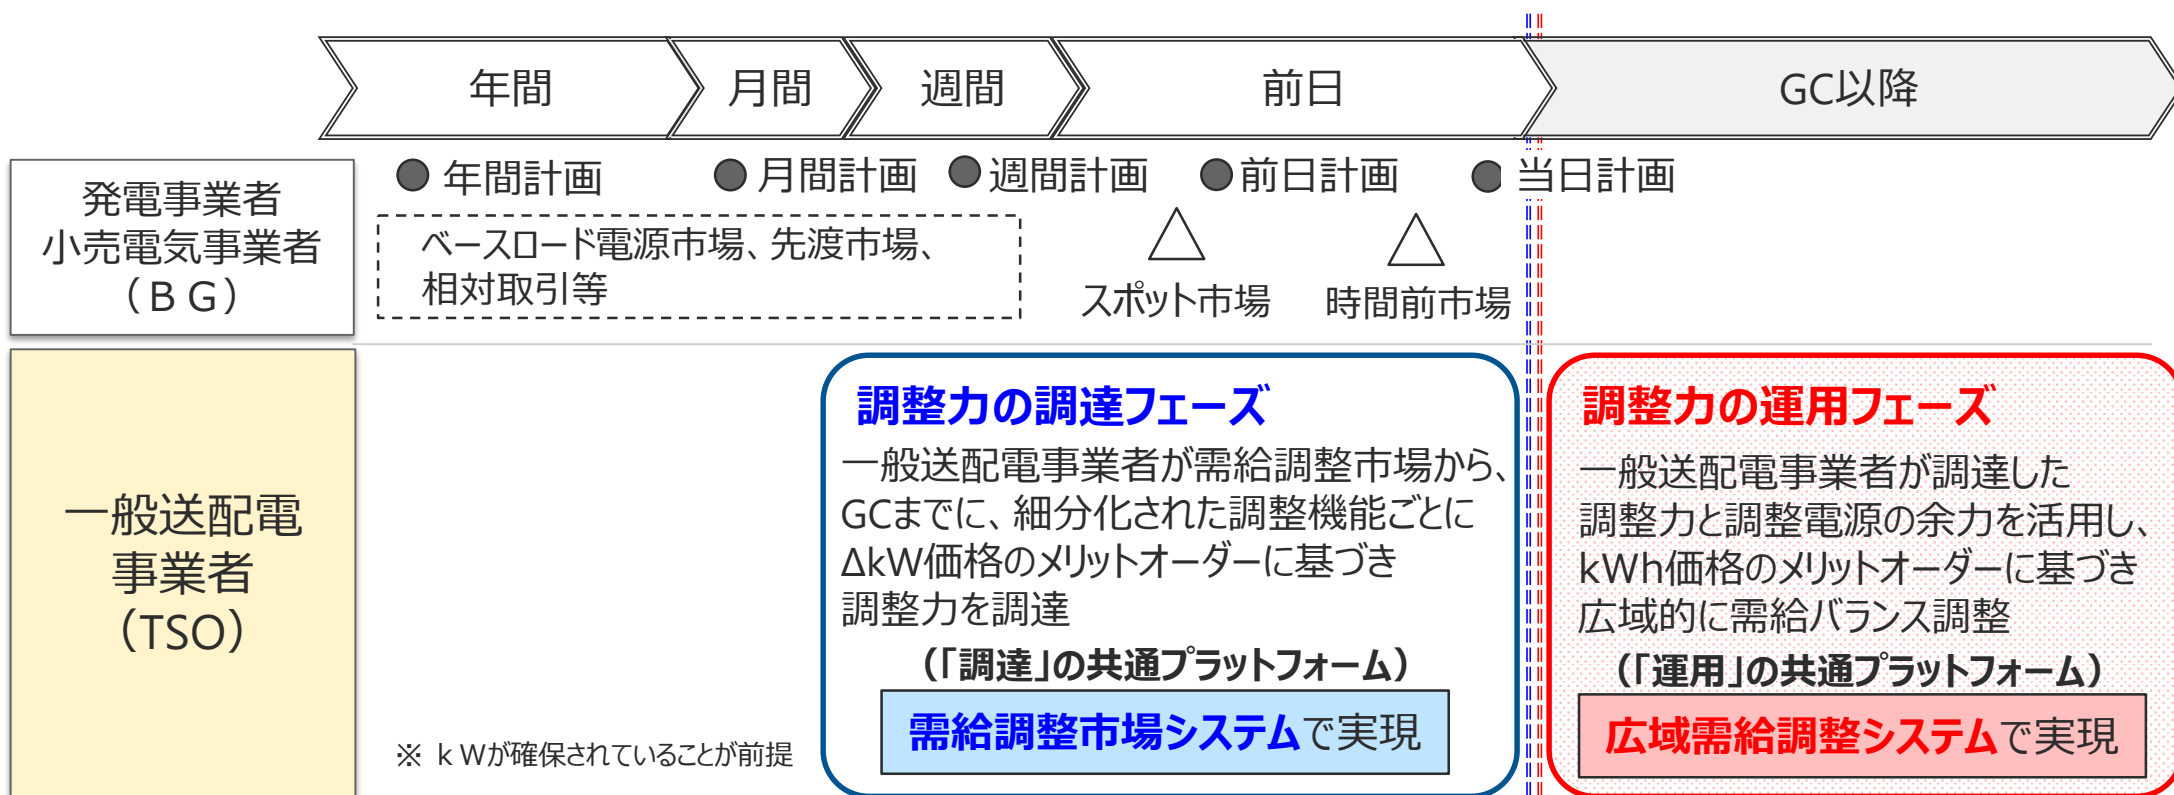 年間
月間
週間
前日
GC以降
発電事業者
小売電気事業者
（ＢＧ）
年間計画
月間計画
週間計画
前日計画
当日計画
ベースロード電源市場、先渡市場、
相対取引等
スポット市場
時間前市場
一般送配電
事業者
（TSO）
※ ｋＷが確保されていることが前提
調整力の調達フェーズ
一般送配電事業者が需給調整市場から、
GCまでに、細分化された調整機能ごとに
ΔkW価格のメリットオーダーに基づき
調整力を調達
（「調達」の共通プラットフォーム）
需給調整市場システムで実現
調整力の運用フェーズ
一般送配電事業者が調達した
調整力と調整電源の余力を活用し、
kWh価格のメリットオーダーに基づき
広域的に需給バランス調整
（「運用」の共通プラットフォーム）
広域需給調整システムで実現